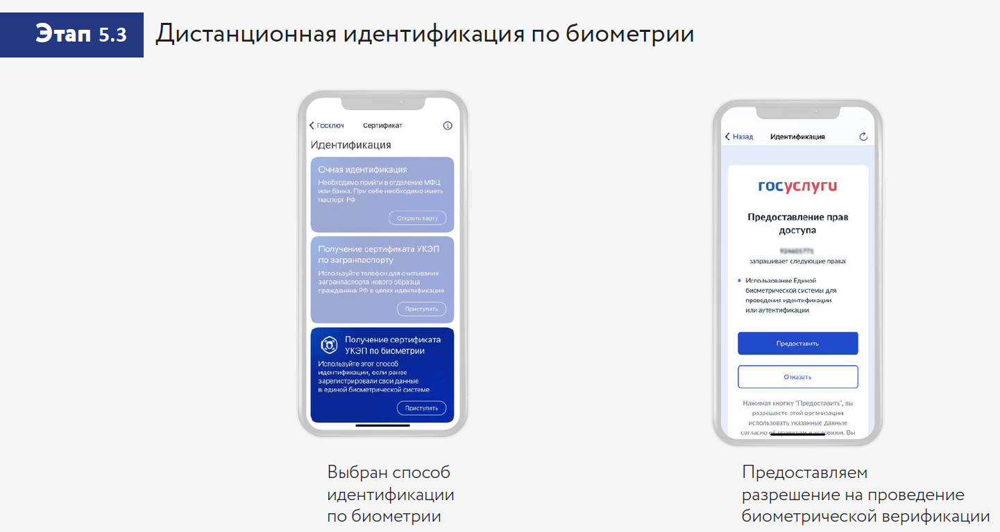 Этап 5.3
Дистанционная идентификация по биометрии
Госключ
Сертификат
Идентификация
Очная идентификация
Необходимо прийти в отделение МФЦ
или банка. При себе необходимо иметь
паспорт РФ
Открыть карту
Получение сертификата УКЭП
по загранпаспорту
Используйте телефон для считывания
загранпаспорта нового образца
гражданина РФ в целях идентификации
Приступить
Получение сертификата
УКЭП по биометрии
Используйте этот способ
идентификации, если ранее
зарегистрировали свои данные
в единой биометрической системе
Приступить
Выбран способ
идентификации
по биометрии
Назад
Идентификация
госуслуги
Предоставление прав
доступа
запрашивает следующие права:
Использование Единой
биометрической системы для
проведения идентификации
или аутентификации
Предоставить
Отказать
Нажимая кнопку "Предоставить", вы
разрешаете этой организации
использовать указанные данные
согласно её правилам и условиям. Вы
Предоставляем
разрешение на проведение
биометрической верификации